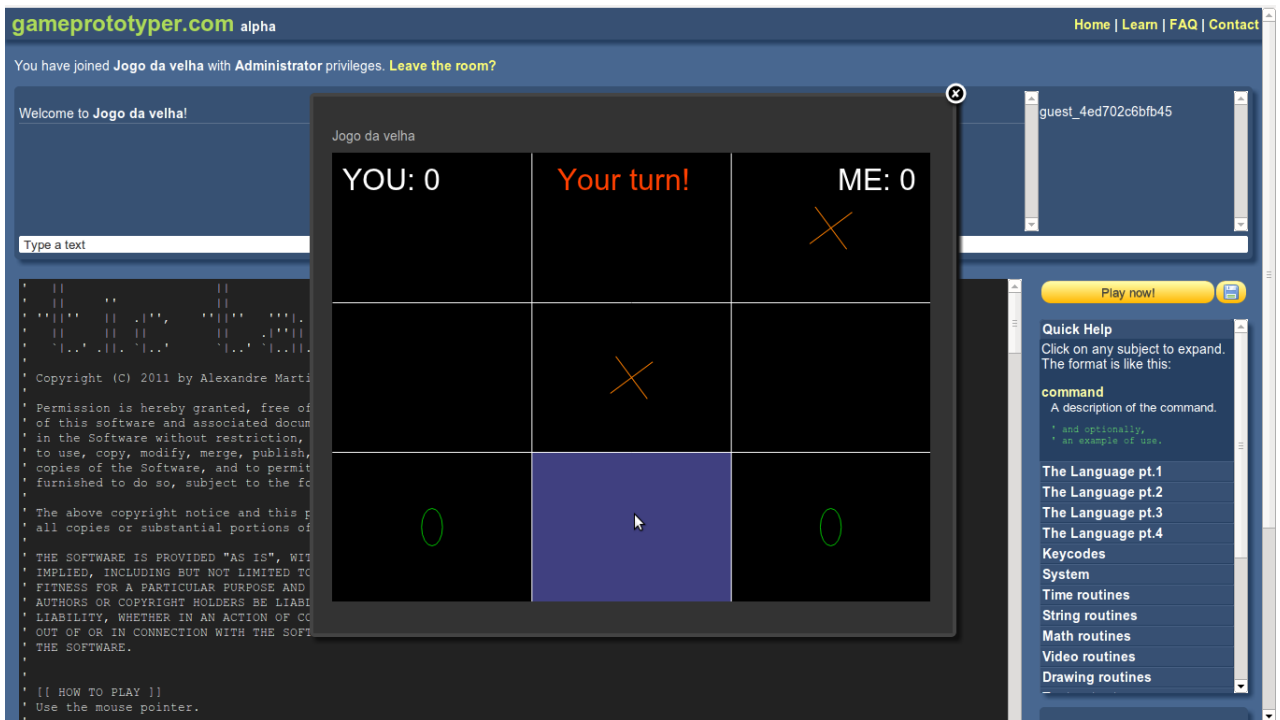 gameprototyper.com alpha
Home | Learn | FAQ | Contact
You have joined Jogo da velha with Administrator privileges. Leave the room?
Welcome to Jogo da velha!
guest_4ed702c6bfb45
Type a text
Jogo da velha
YOU: 0
Your turn!
ME: 0
Play now!
Quick Help
Click on any subject to expand.
The format is like this:
command
A description of the command.
' and optionally,
' an example of use.
The Language pt.1
The Language pt.2
The Language pt.3
The Language pt.4
Keycodes
System
Time routines
String routines
Math routines
Video routines
Drawing routines
' Copyright (C) 2011 by Alexandre Marti
'
' Permission is hereby granted, free of
' of this software and associated docum
' in the Software without restriction,
' to use, copy, modify, merge, publish,
' copies of the Software, and to permit
' furnished to do so, subject to the fo
'
' The above copyright notice and this p
' all copies or substantial portions of
'
' THE SOFTWARE IS PROVIDED "AS IS", WIT
' IMPLIED, INCLUDING BUT NOT LIMITED TO
' FITNESS FOR A PARTICULAR PURPOSE AND
' AUTHORS OR COPYRIGHT HOLDERS BE LIABL
' LIABILITY, WHETHER IN AN ACTION OF CO
' OUT OF OR IN CONNECTION WITH THE SOFT
' THE SOFTWARE.
'
'
' [[ HOW TO PLAY ]]
' Use the mouse pointer.